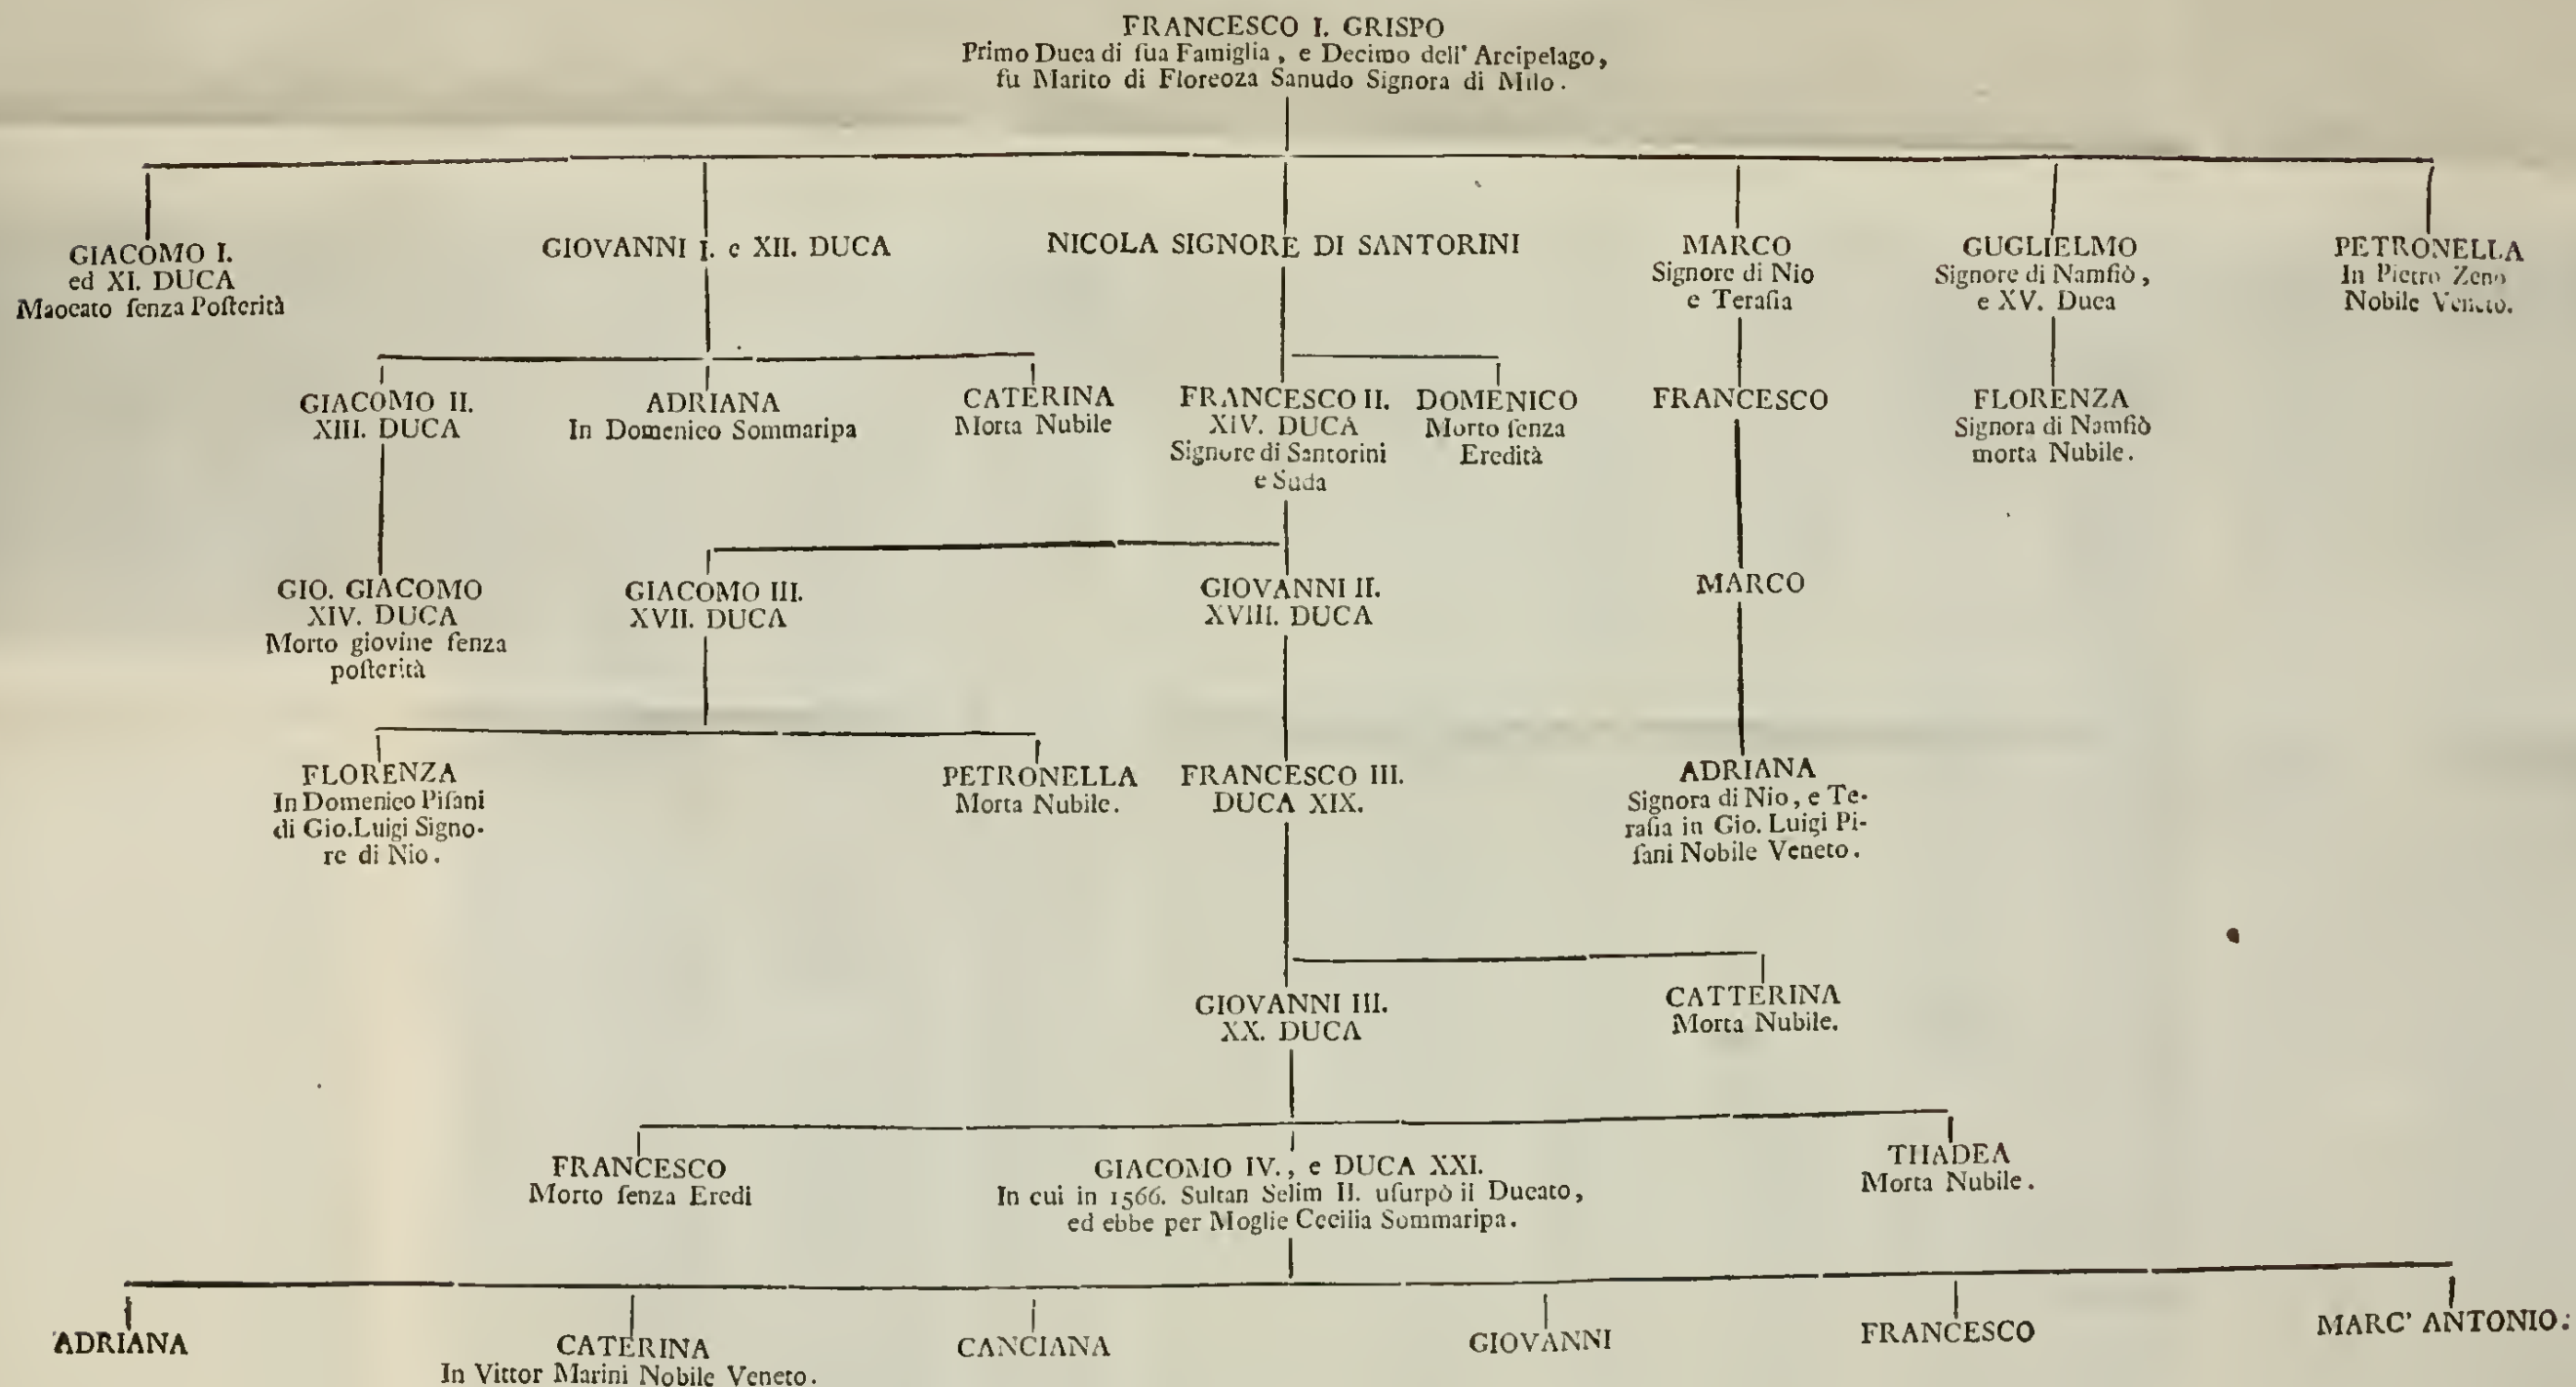 FRANCESCO I. GRISPO
Primo Duca di ſua Famiglia, e Decimo dell' Arcipelago,
fu Marito di Floreoza Sanudo Signora di Milo.
GIACOMO I.
ed XI. DUCA
Maocato ſenza Poſterità
GIOVANNI I. e XII. DUCA
NICOLA SIGNORE DI SANTORINI
MARCO
Signore di Nio
e Teraſia
GUGLIELMO
Signore di Namfiò,
e XV. Duca
PETRONELLA
In Pietro Zeno
Nobile Veneto.
GIACOMO II.
XIII. DUCA
ADRIANA
In Domenico Sommaripa
CATERINA
Morta Nubile
FRANCESCO II.
XIV. DUCA
Signore di Santorini
e Suda
DOMENICO
Morto ſenza
Eredità
FRANCESCO
FLORENZA
Signora di Namfiò
morta Nubile.
GIO. GIACOMO
XIV. DUCA
Morto giovine ſenza
poſterità
GIACOMO III.
XVII. DUCA
GIOVANNI II.
XVIII. DUCA
MARCO
FLORENZA
In Domenico Piſani
di Gio. Luigi Signo-
re di Nio.
PETRONELLA
Morta Nubile.
FRANCESCO III.
DUCA XIX.
ADRIANA
Signora di Nio, e Te-
raſia in Gio. Luigi Pi-
ſani Nobile Veneto.
GIOVANNI III.
XX. DUCA
CATTERINA
Morta Nubile.
FRANCESCO
Morto ſenza Eredi
GIACOMO IV., e DUCA XXI.
In cui in 1566. Sultan Selim II. uſurpò il Ducato,
ed ebbe per Moglie Cecilia Sommaripa.
THADEA
Morta Nubile.
ADRIANA
CATERINA
In Vittor Marini Nobile Veneto.
CANCIANA
GIOVANNI
FRANCESCO
MARC' ANTONIO: